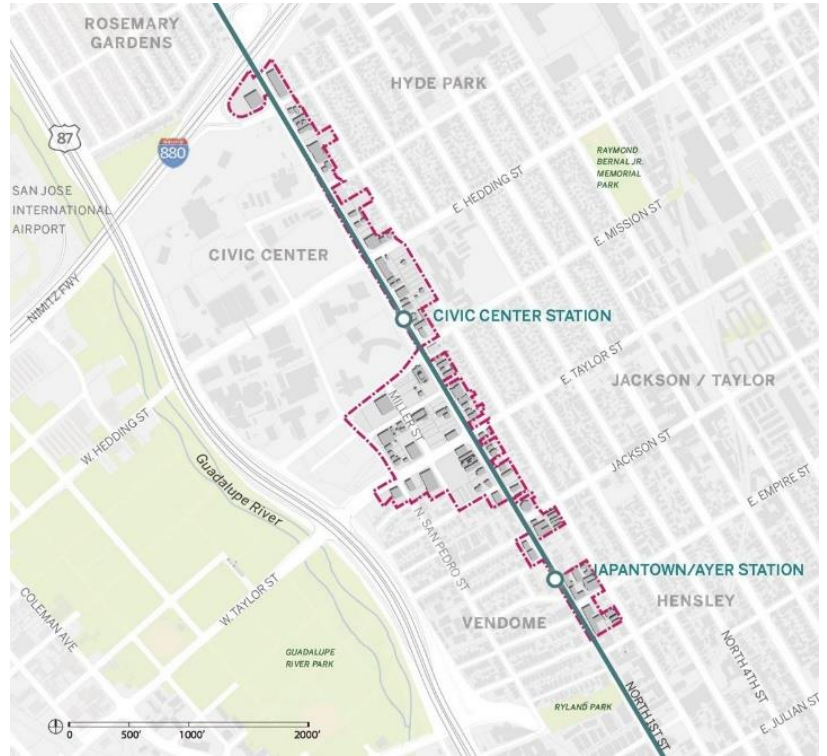 ROSEMARY
GARDENS
HYDE PARK
87
880
SAN JOSE
INTERNATIONAL
AIRPORT
RAYMOND
BERNAL JR.
MEMORIAL
PARK
E. HEDDING ST
E. MISSION ST
CIVIC CENTER
NIMITZ FWY
CIVIC CENTER STATION
E. TAYLOR ST
JACKSON / TAYLOR
MILLER ST
W. HEDDING ST
JACKSON ST
Guadalupe River
E. EMPIRE ST
N. SAN PEDRO ST
JAPANTOWN/AYER STATION
HENSLEY
VENDOME
W. TAYLOR ST
COLEMAN AVE
GUADALUPE
RIVER PARK
NORTH 4TH ST
NORTH 1ST ST
RYLAND PARK
E. JULIAN ST
0 500' 1000' 2000'